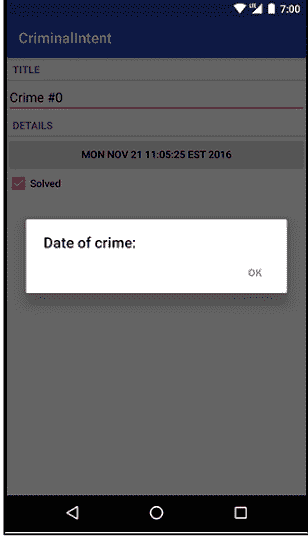 7:00
CriminalIntent
TITLE
Crime #0
DETAILS
MON NOV 21 11:05:25 EST 2016
Solved
Date of crime:
OK